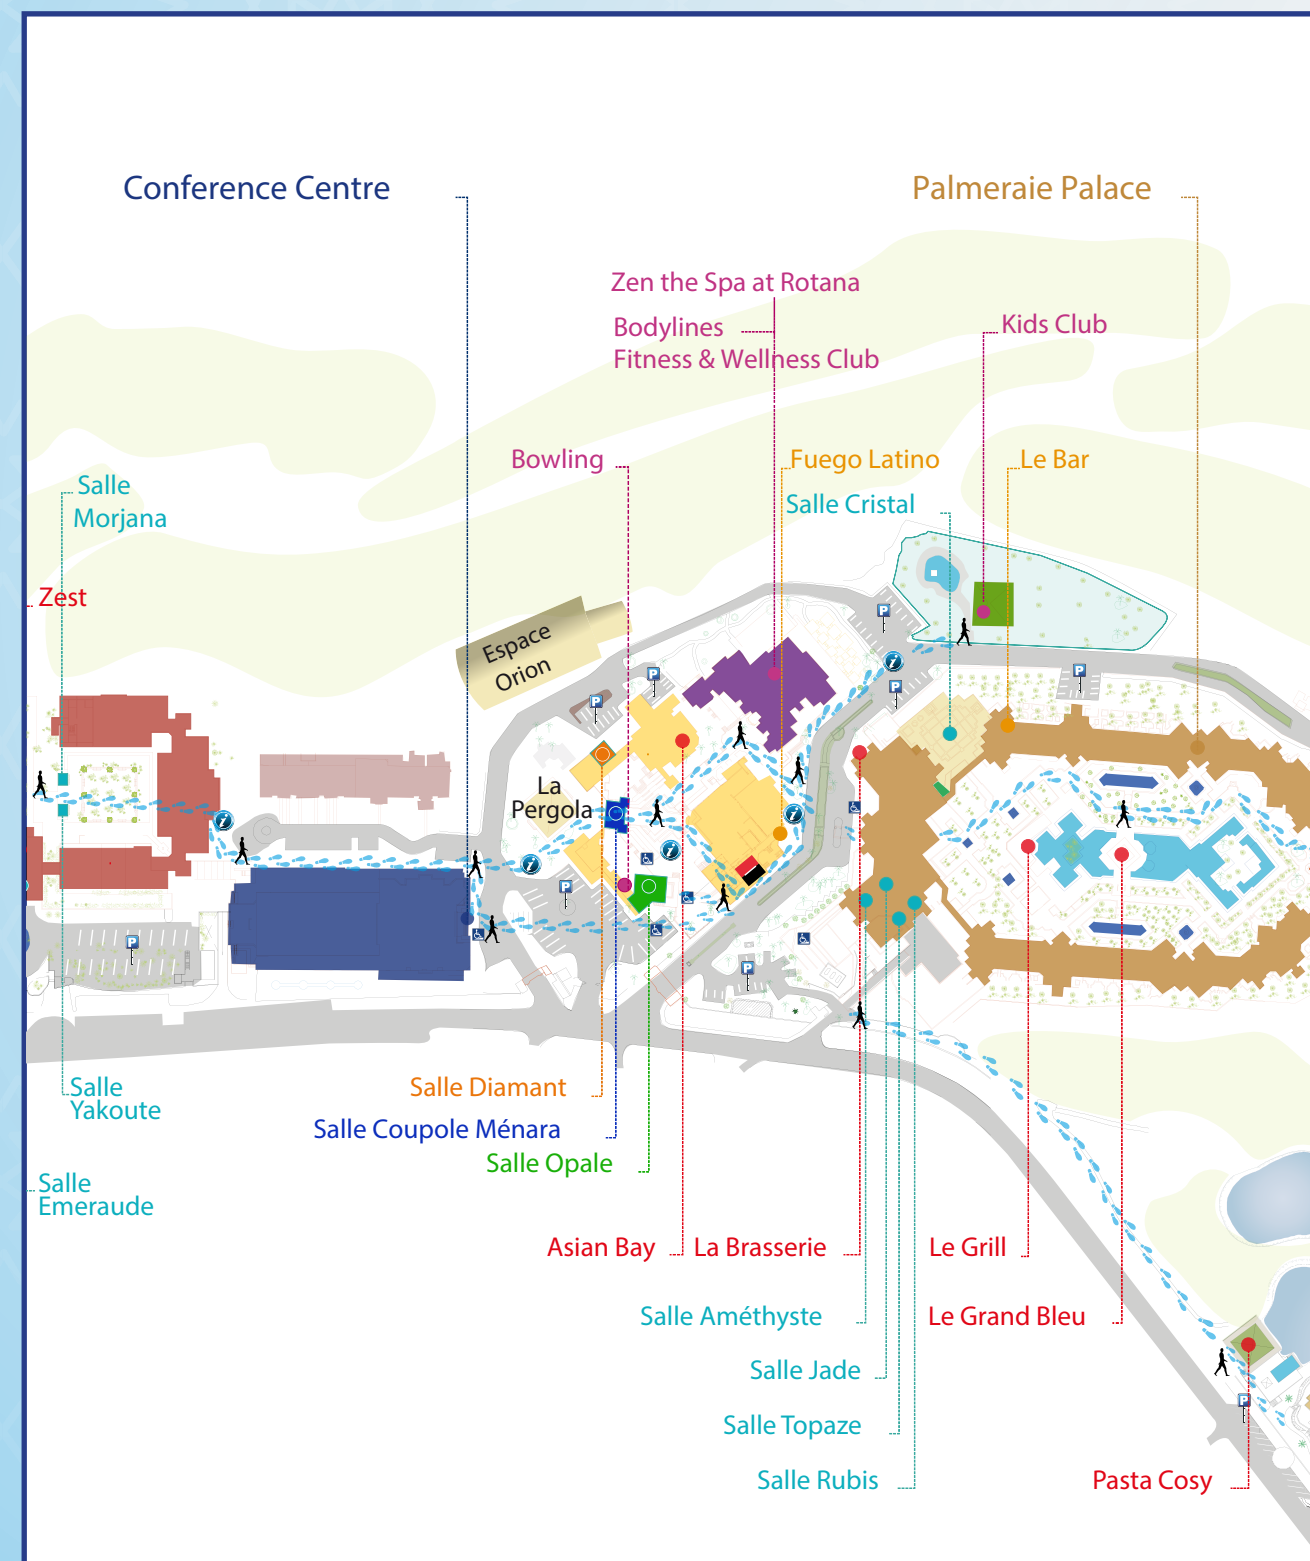 Conference Centre
Palmeraie Palace
Zen the Spa at Rotana
Bodylines
Fitness & Wellness Club
Kids Club
Bowling
Fuego Latino
Le Bar
Salle
Morjana
Salle Cristal
Zest
Espace
Orion
P
P
P
P
P
P
P
P
P
P
i
i
i
i
i
La
Pergola
Salle
Yakoute
Salle Diamant
Salle Coupole Ménara
Salle Opale
Salle
Emeraude
Asian Bay
La Brasserie
Le Grill
Salle Améthyste
Le Grand Bleu
Salle Jade
Salle Topaze
Salle Rubis
Pasta Cosy